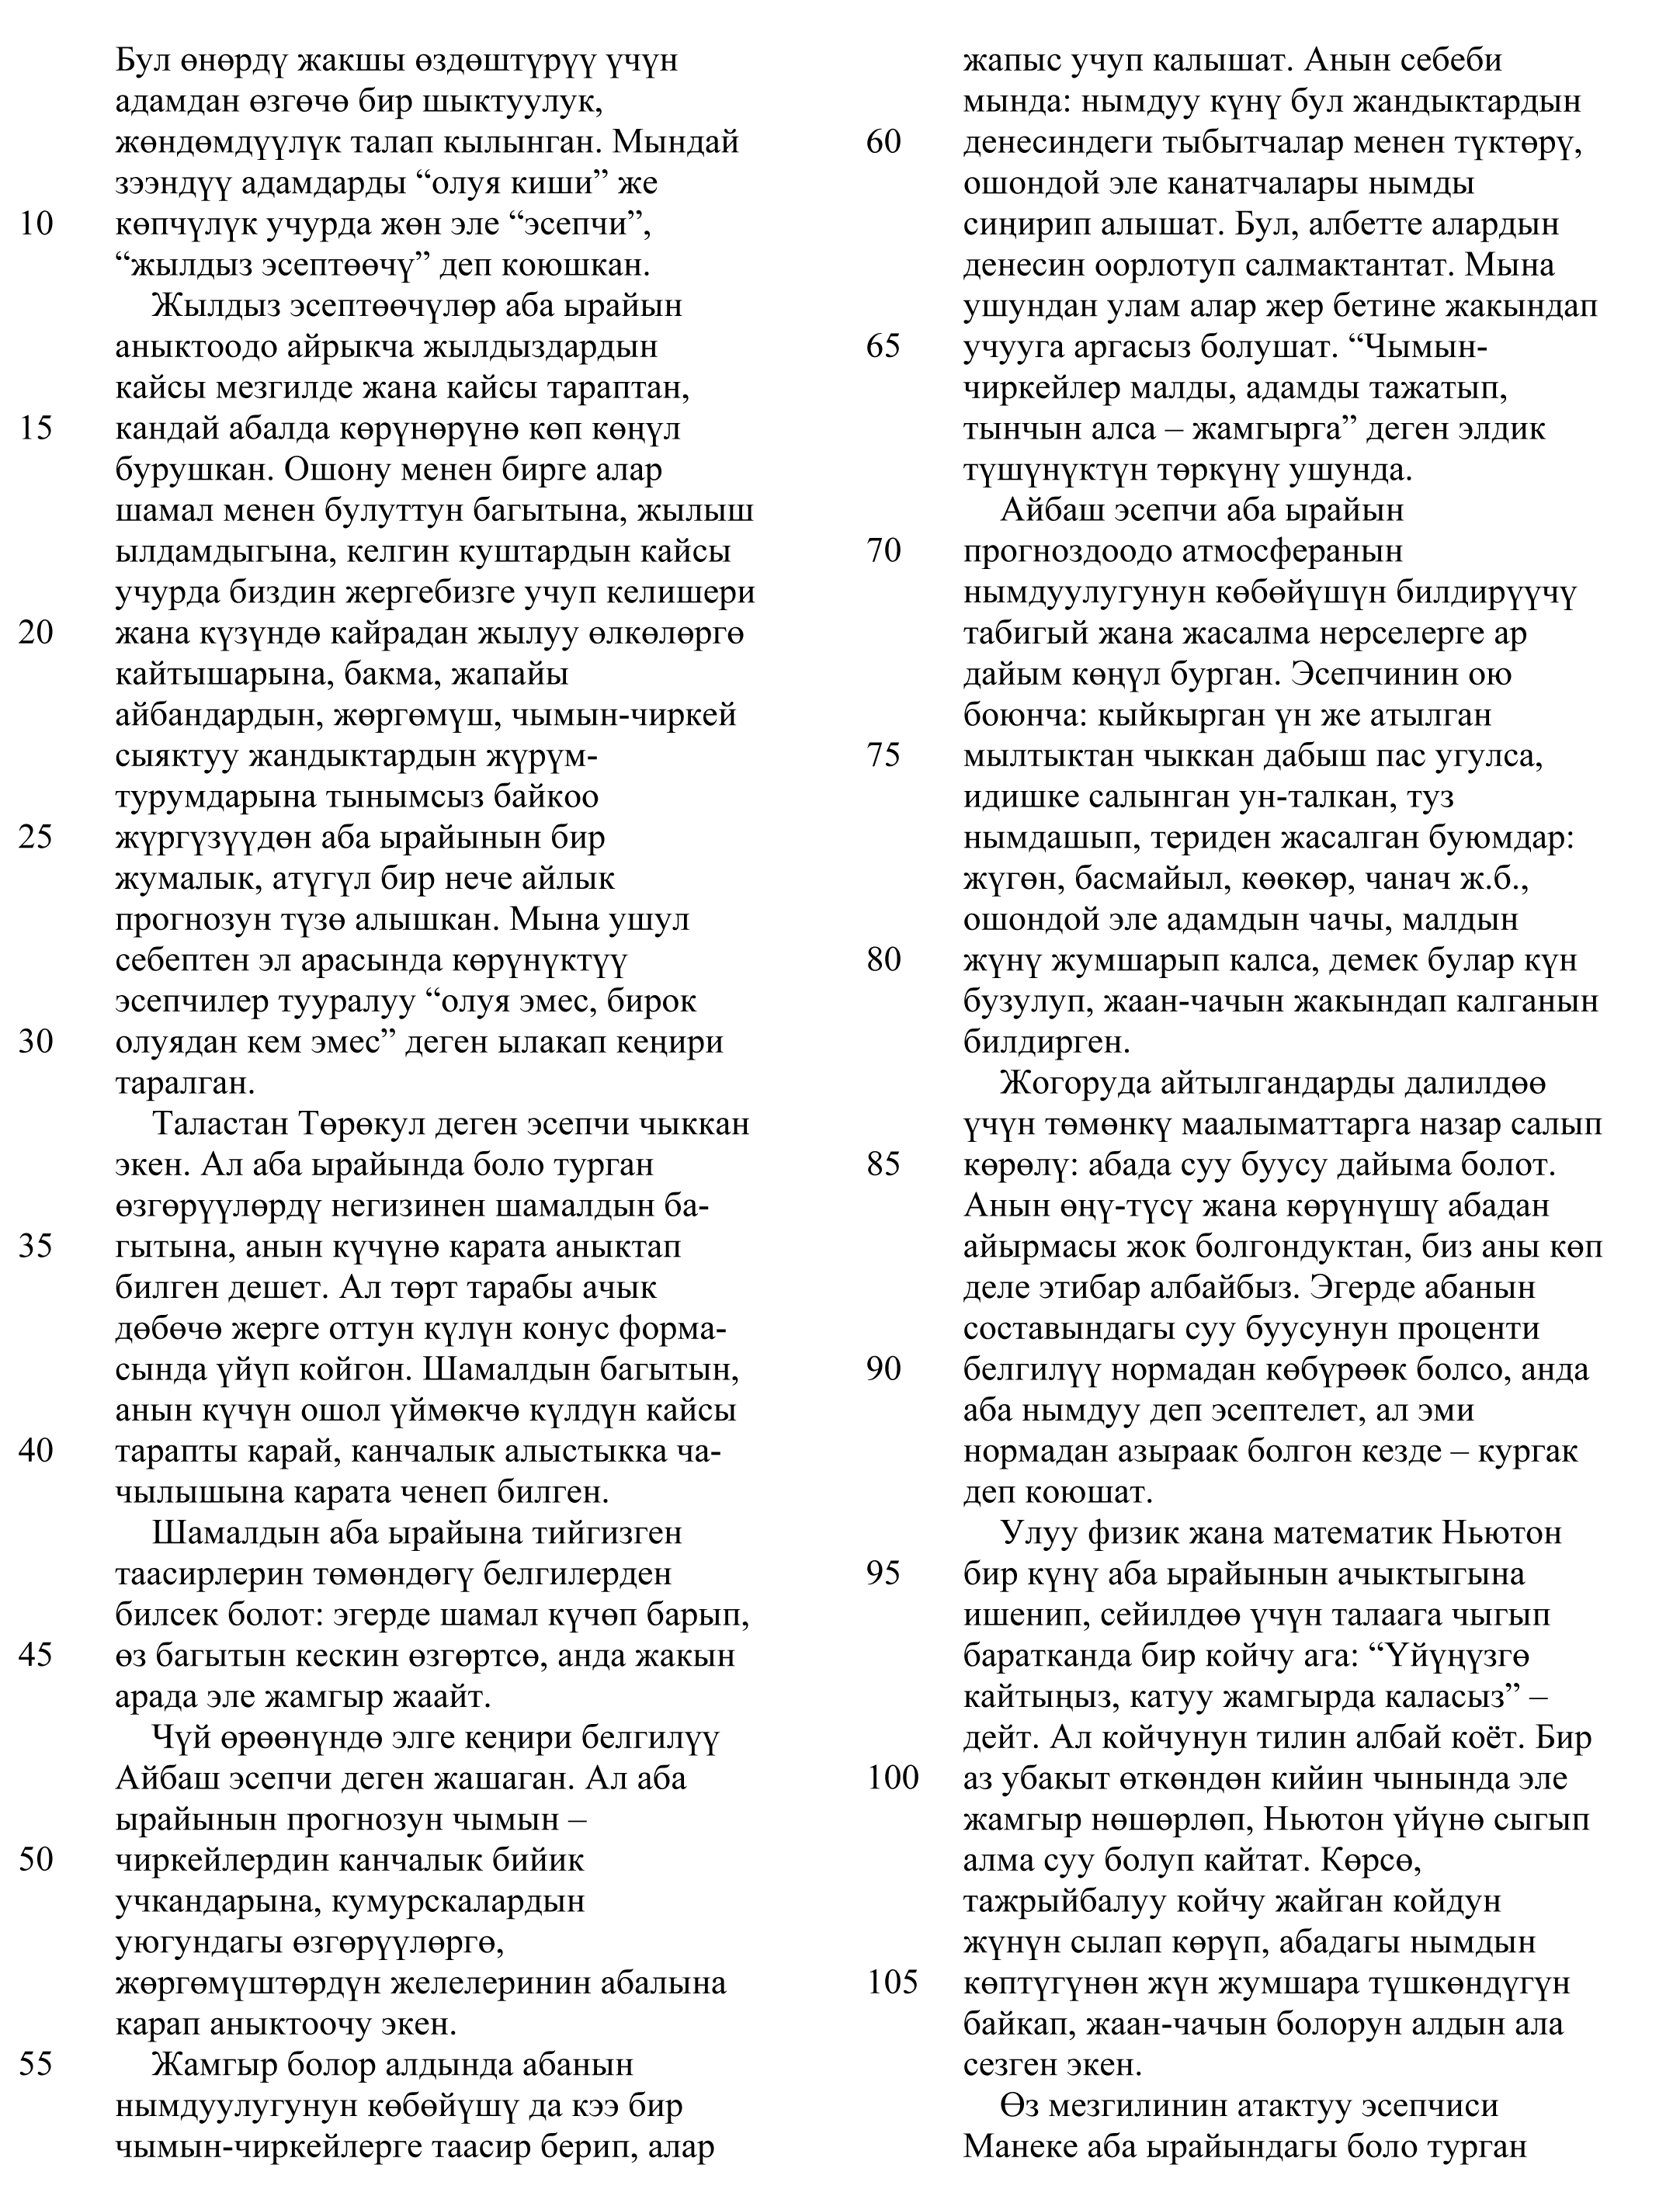 Бул өнөрдү жакшы өздөштүрүү үчүн
адамдан өзгөчө бир шыктуулук,
жөндөмдүүлүк талап кылынган. Мындай
зээндүү адамдарды “олуя киши” же
10 көпчүлүк учурда жөн эле “эсепчи”,
“жылдыз эсептөөчү” деп коюшкан.
Жылдыз эсептөөчүлөр аба ырайын
аныктоодо айрыкча жылдыздардын
кайсы мезгилде жана кайсы тараптан,
15 кандай абалда көрүнөрүнө көп көңүл
бурушкан. Ошону менен бирге алар
шамал менен булуттун багытына, жылыш
ылдамдыгына, келгин куштардын кайсы
учурда биздин жергебизге учуп келишери
20 жана күзүндө кайрадан жылуу өлкөлөргө
кайтышарына, бакма, жапайы
айбандардын, жөргөмүш, чымын-чиркей
сыяктуу жандыктардын жүрүм-
турумдарына тынымсыз байкоо
25 жүргүзүүдөн аба ырайынын бир
жумалык, атүгүл бир нече айлык
прогнозун түзө алышкан. Мына ушул
себептен эл арасында көрүнүктүү
эсепчилер тууралуу “олуя эмес, бирок
30 олуядан кем эмес” деген ылакап кеңири
таралган.
Таластан Төрөкул деген эсепчи чыккан
экен. Ал аба ырайында боло турган
өзгөрүүлөрдү негизинен шамалдын ба-
35 гытына, анын күчүнө карата аныктап
билген дешет. Ал төрт тарабы ачык
дөбөчө жерге оттун күлүн конус форма-
сында үйүп койгон. Шамалдын багытын,
анын күчүн ошол үймөкчө күлдүн кайсы
40 тарапты карай, канчалык алыстыкка ча-
чылышына карата ченеп билген.
Шамалдын аба ырайына тийгизген
таасирлерин төмөндөгү белгилерден
билсек болот: эгерде шамал күчөп барып,
45 өз багытын кескин өзгөртсө, анда жакын
арада эле жамгыр жаайт.
Чүй өрөөнүндө элге кеңири белгилүү
Айбаш эсепчи деген жашаган. Ал аба
ырайынын прогнозун чымын –
50 чиркейлердин канчалык бийик
учкандарына, кумурскалардын
уюгундагы өзгөрүүлөргө,
жөргөмүштөрдүн желелеринин абалына
карап аныктоочу экен.
55 Жамгыр болор алдында абанын
нымдуулугунун көбөйүшү да кээ бир
чымын-чиркейлерге таасир берип, алар
жапыс учуп калышат. Анын себеби
мында: нымдуу күнү бул жандыктардын
60 денесиндеги тыбытчалар менен түктөрү,
ошондой эле канатчалары нымды
сиңирип алышат. Бул, албетте алардын
денесин оорлотуп салмактантат. Мына
ушундан улам алар жер бетине жакындап
65 учууга аргасыз болушат. “Чымын-
чиркейлер малды, адамды тажатып,
тынчын алса – жамгырга” деген элдик
түшүнүктүн төркүнү ушунда.
Айбаш эсепчи аба ырайын
70 прогноздоодо атмосферанын
нымдуулугунун көбөйүшүн билдирүүчү
табигый жана жасалма нерселерге ар
дайым көңүл бурган. Эсепчинин ою
боюнча: кыйкырган үн же атылган
75 мылтыктан чыккан дабыш пас угулса,
идишке салынган ун-талкан, туз
нымдашып, териден жасалган буюмдар:
жүгөн, басмайыл, көөкөр, чанач ж.б.,
ошондой эле адамдын чачы, малдын
80 жүнү жумшарып калса, демек булар күн
бузулуп, жаан-чачын жакындап калганын
билдирген.
Жогоруда айтылгандарды далилдөө
үчүн төмөнкү маалыматтарга назар салып
85 көрөлү: абада суу буусу дайыма болот.
Анын өңү-түсү жана көрүнүшү абадан
айырмасы жок болгондуктан, биз аны көп
деле этибар албайбыз. Эгерде абанын
составындагы суу буусунун проценти
90 белгилүү нормадан көбүрөөк болсо, анда
аба нымдуу деп эсептелет, ал эми
нормадан азыраак болгон кезде – кургак
деп коюшат.
Улуу физик жана математик Ньютон
95 бир күнү аба ырайынын ачыктыгына
ишенип, сейилдөө үчүн талаага чыгып
баратканда бир койчу ага: “Үйүңүзгө
кайтыңыз, катуу жамгырда каласыз” –
дейт. Ал койчунун тилин албай коёт. Бир
100 аз убакыт өткөндөн кийин чынында эле
жамгыр нөшөрлөп, Ньютон үйүнө сыгып
алма суу болуп кайтат. Көрсө,
тажрыйбалуу койчу жайган койдун
жүнүн сылап көрүп, абадагы нымдын
105 көптүгүнөн жүн жумшара түшкөндүгүн
байкап, жаан-чачын болорун алдын ала
сезген экен.
Өз мезгилинин атактуу эсепчиси
Манеке аба ырайындагы боло турган